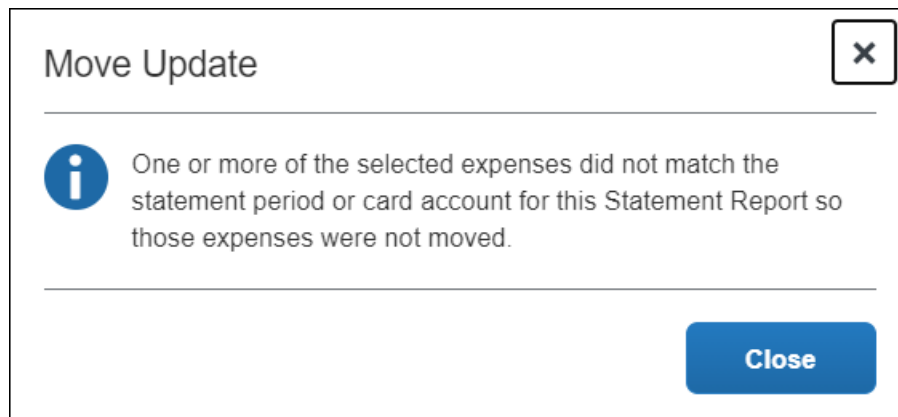 Move Update
One or more of the selected expenses did not match the
statement period or card account for this Statement Report so
those expenses were not moved.
Close